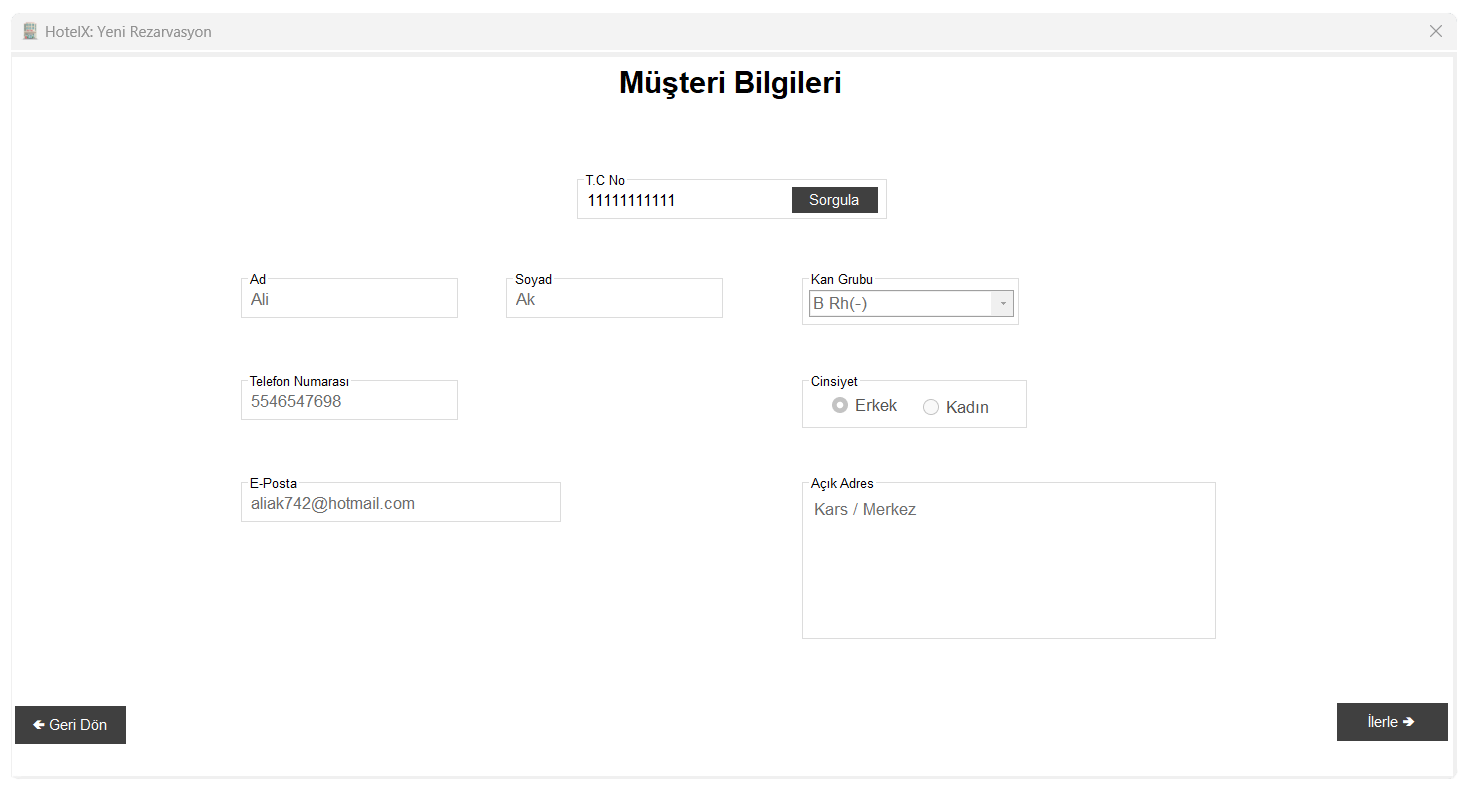 HotelX: Yeni Rezarvasyon
Müşteri Bilgileri
T.C No
11111111111
Sorgula
Ad
Ali
Soyad
Ak
Kan Grubu
B Rh(-)
Telefon Numarası
5546547698
Cinsiyet
Erkek
Kadın
E-Posta
aliak742@hotmail.com
Açık Adres
Kars / Merkez
🡰 Geri Dön
İlerle 🡲